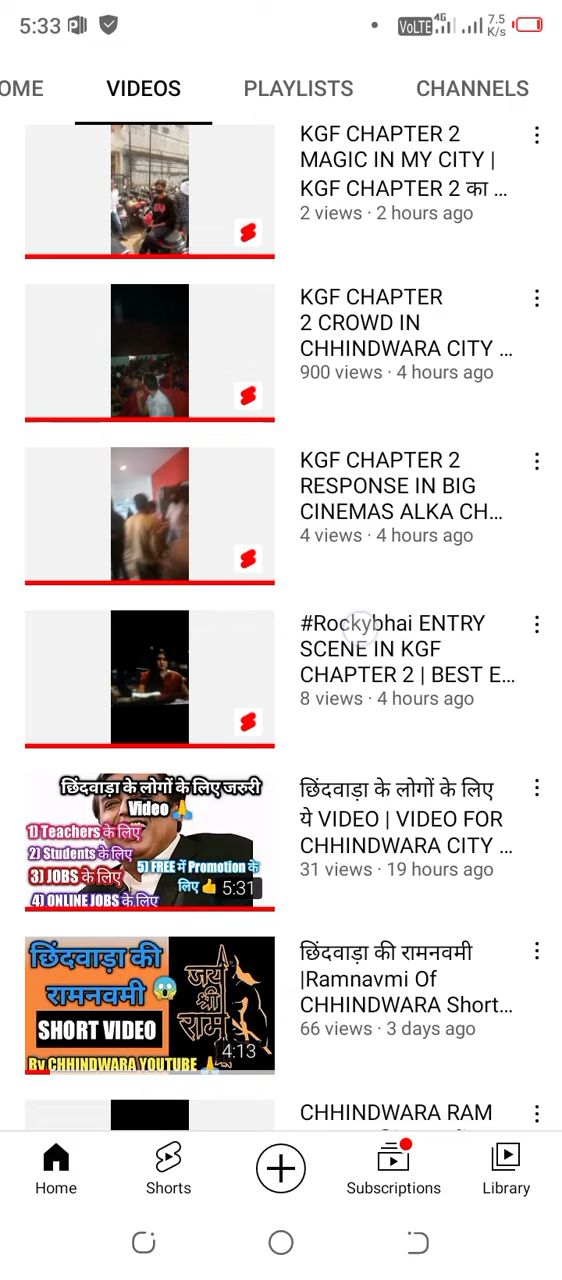 5:33
VoLTE 4G 7.5 K/s
OME VIDEOS PLAYLISTS CHANNELS
KGF CHAPTER 2
MAGIC IN MY CITY |
KGF CHAPTER 2 का ...
2 views · 2 hours ago
KGF CHAPTER
2 CROWD IN
CHHINDWARA CITY ...
900 views · 4 hours ago
KGF CHAPTER 2
RESPONSE IN BIG
CINEMAS ALKA CH...
4 views · 4 hours ago
#Rockybhai ENTRY
SCENE IN KGF
CHAPTER 2 | BEST E...
8 views · 4 hours ago
छिंदवाड़ा के लोगों के लिए जरुरी
Video 🙏
1) Teachers के लिए
2) Students के लिए
3) JOBS के लिए
4) ONLINE JOBS के लिए
5) FREE में Promotion के
लिए 👍
5:31
छिंदवाड़ा के लोगों के लिए
ये VIDEO | VIDEO FOR
CHHINDWARA CITY ...
31 views · 19 hours ago
छिंदवाड़ा की
रामनवमी 😱
SHORT VIDEO
By CHHINDWARA YOUTUBE 🙏
जय
श्री
राम
4:13
छिंदवाड़ा की रामनवमी
|Ramnavmi Of
CHHINDWARA Short...
66 views · 3 days ago
CHHINDWARA RAM
Home Shorts Subscriptions Library